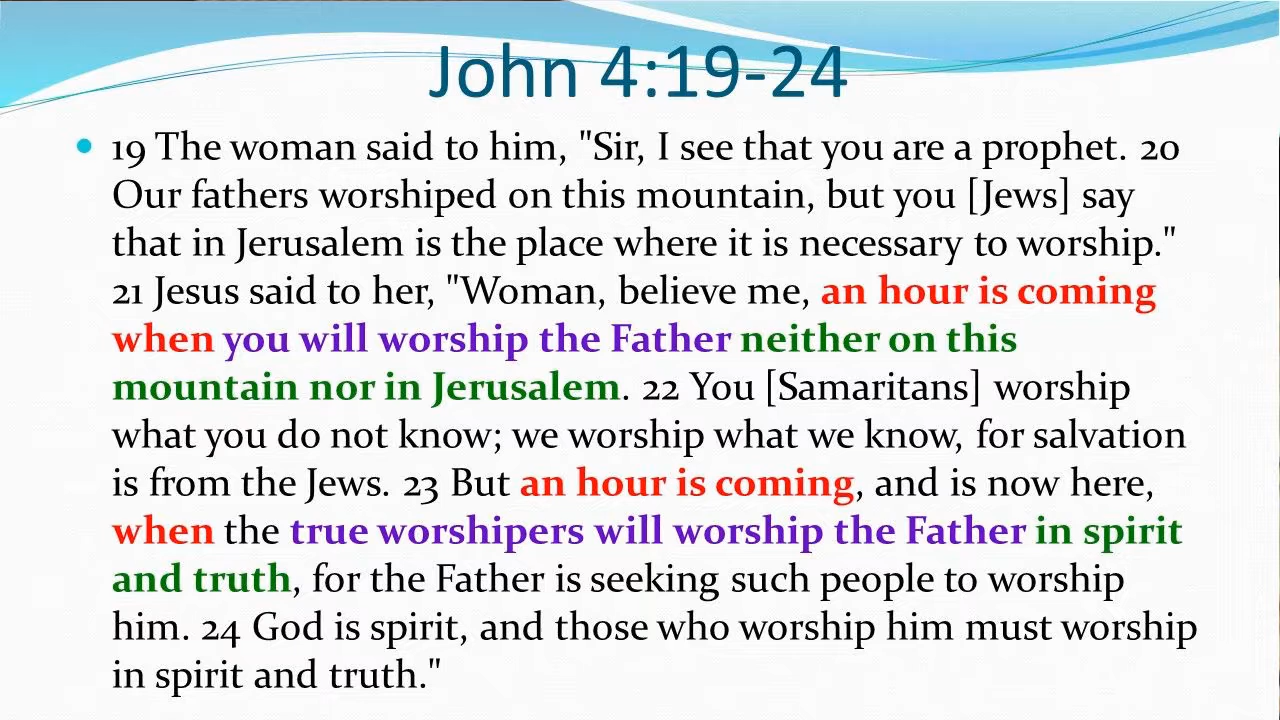 John 4:19-24
• 19 The woman said to him, "Sir, I see that you are a prophet. 20
Our fathers worshiped on this mountain, but you [Jews] say
that in Jerusalem is the place where it is necessary to worship."
21 Jesus said to her, "Woman, believe me, an hour is coming
when you will worship the Father neither on this
mountain nor in Jerusalem. 22 You [Samaritans] worship
what you do not know; we worship what we know, for salvation
is from the Jews. 23 But an hour is coming, and is now here,
when the true worshipers will worship the Father in spirit
and truth, for the Father is seeking such people to worship
him. 24 God is spirit, and those who worship him must worship
in spirit and truth."